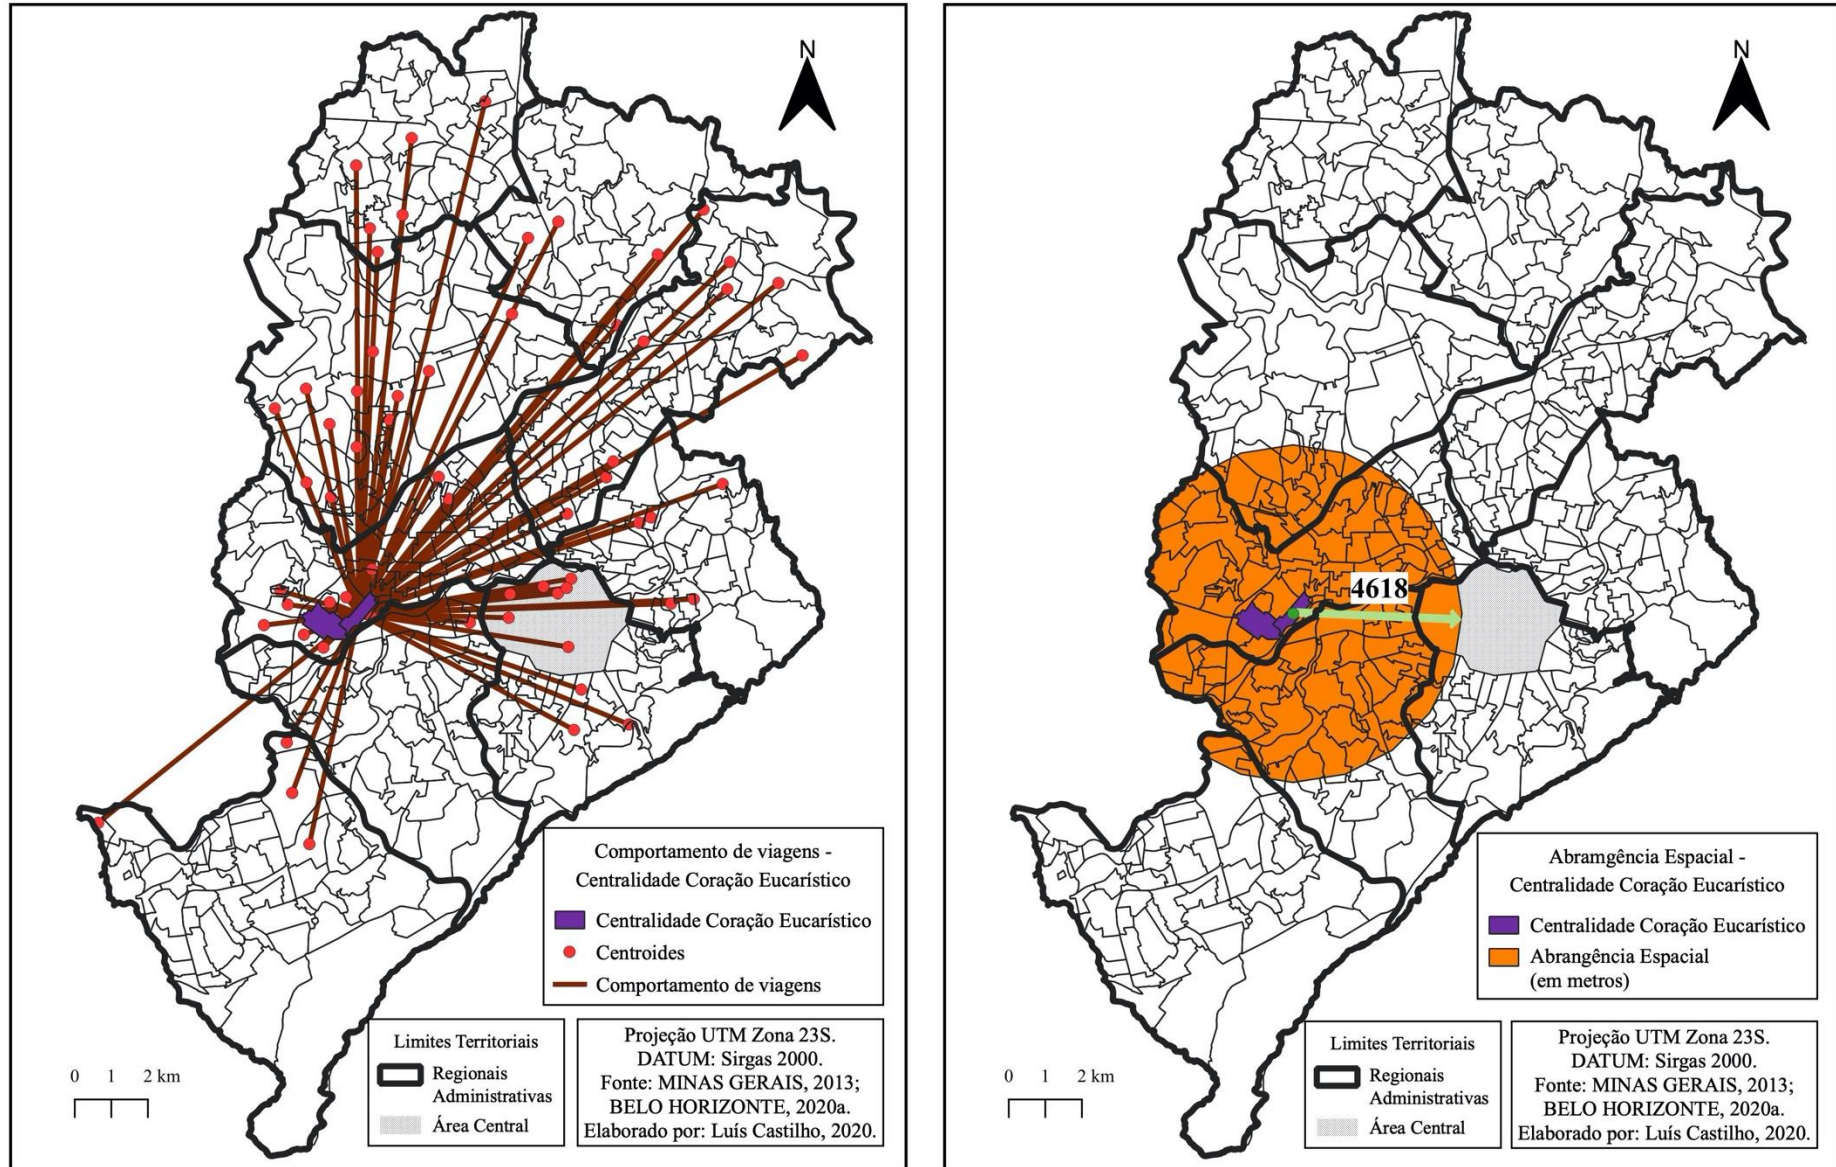 N
Comportamento de viagens -
Centralidade Coração Eucarístico
Centralidade Coração Eucarístico
Centroides
Comportamento de viagens
Limites Territoriais
Regionais
Administrativas
Área Central
Projeção UTM Zona 23S.
DATUM: Sirgas 2000.
Fonte: MINAS GERAIS, 2013;
BELO HORIZONTE, 2020a.
Elaborado por: Luís Castilho, 2020.
0 1 2 km
N
4618
Abramgência Espacial -
Centralidade Coração Eucarístico
Centralidade Coração Eucarístico
Abrangência Espacial
(em metros)
Limites Territoriais
Regionais
Administrativas
Área Central
Projeção UTM Zona 23S.
DATUM: Sirgas 2000.
Fonte: MINAS GERAIS, 2013;
BELO HORIZONTE, 2020a.
Elaborado por: Luís Castilho, 2020.
0 1 2 km